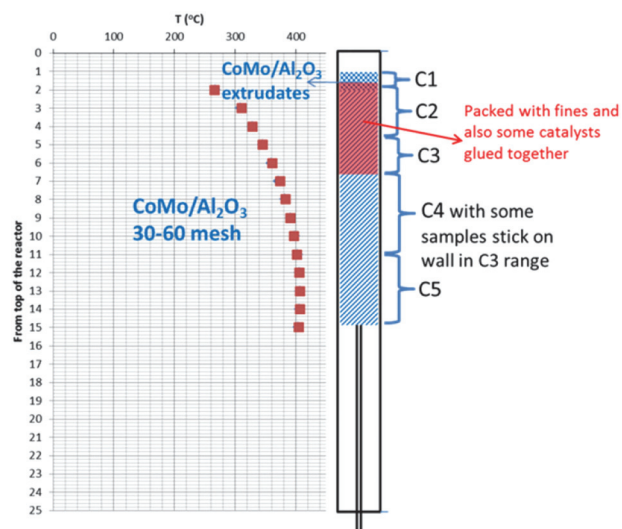 T (°C)
0 100 200 300 400
From top of the reactor
0
1
2
3
4
5
6
7
8
9
10
11
12
13
14
15
16
17
18
19
20
21
22
23
24
25
CoMo/Al₂O₃
extrudates
CoMo/Al₂O₃
30-60 mesh
C1
C2
C3
Packed with fines and
also some catalysts
glued together
C4 with some
samples stick on
wall in C3 range
C5